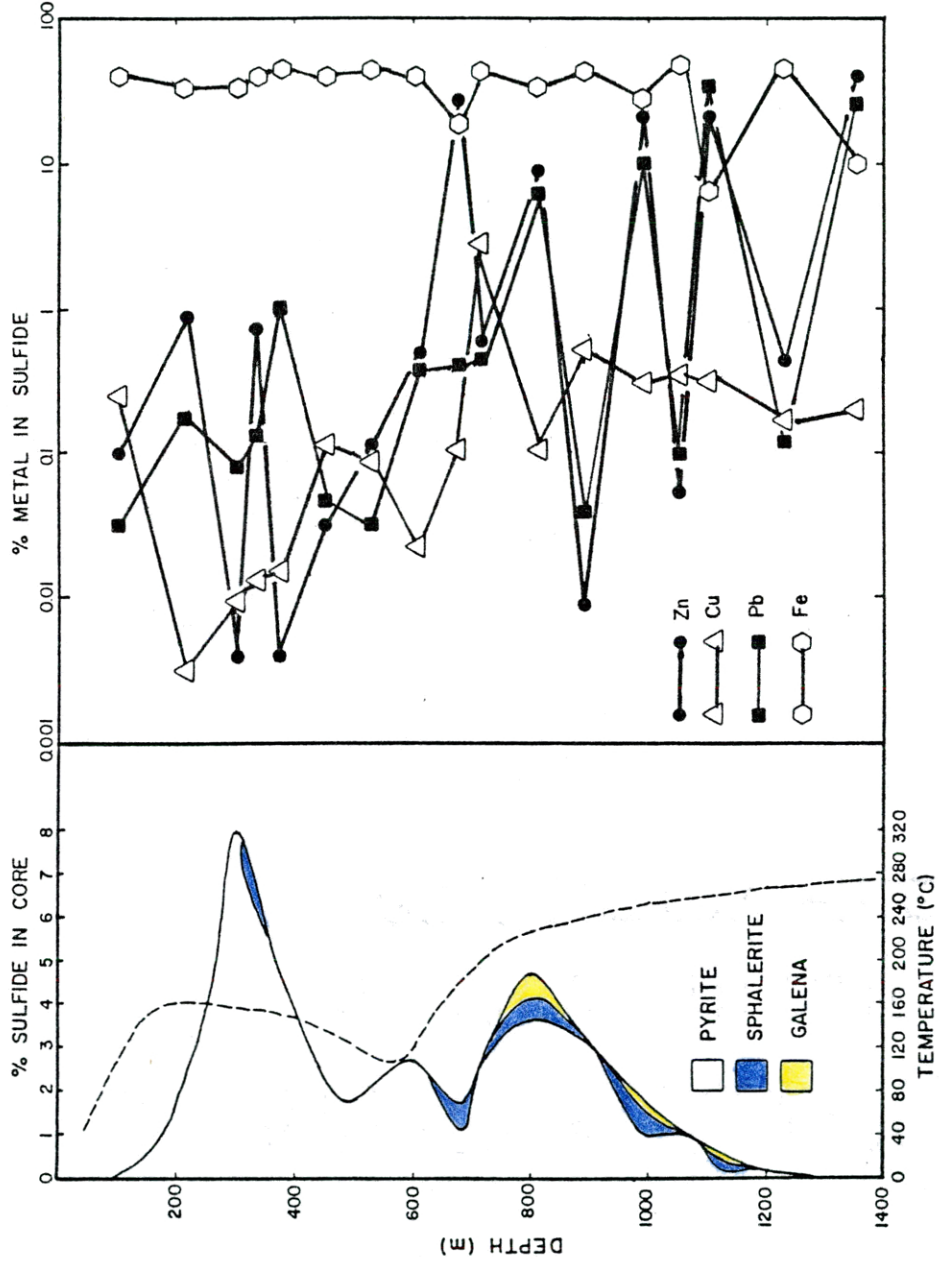 % SULFIDE IN CORE
0 1 2 3 4 5 6 7 8
% METAL IN SULFIDE
0.001 0.01 0.1 1 10 100
DEPTH (m)
200
400
600
800
1000
1200
1400
PYRITE
SPHALERITE
GALENA
Zn
Cu
Pb
Fe
0 40 80 120 160 200 240 280 320
TEMPERATURE (°C)